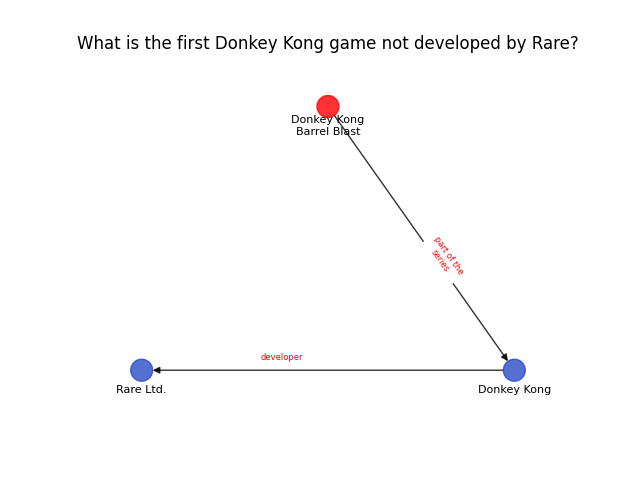 What is the first Donkey Kong game not developed by Rare?
Donkey Kong
Barrel Blast
part of the
series
developer
Rare Ltd.
Donkey Kong